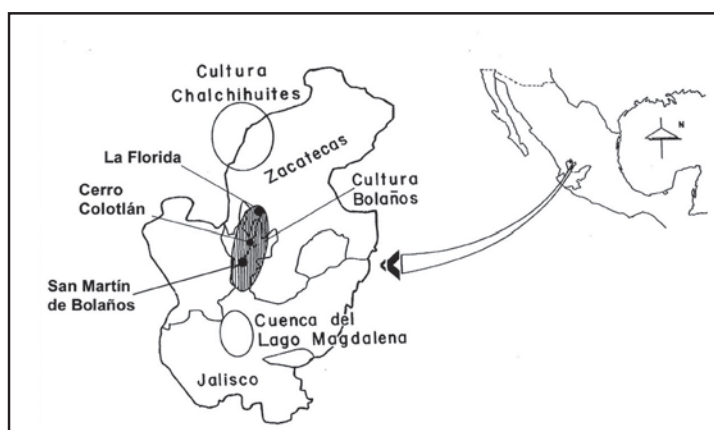 Cultura
Chalchihuites
La Florida
Zacatecas
Cerro
Colotlán
Cultura
Bolaños
San Martín
de Bolaños
Cuenca del
Lago Magdalena
Jalisco
N